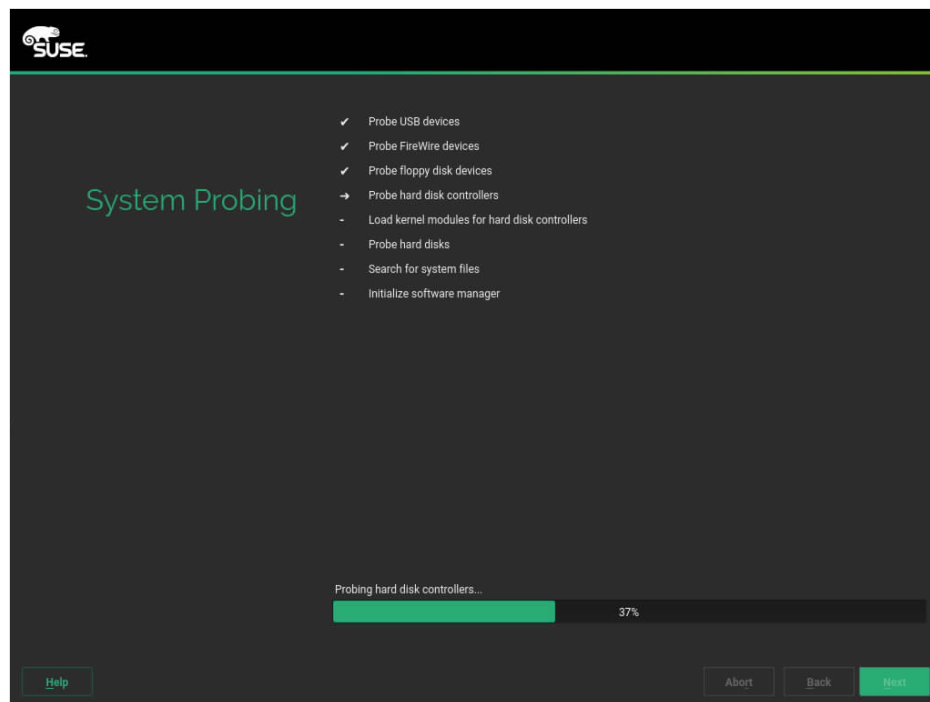 SUSE.
System Probing
✔ Probe USB devices
✔ Probe FireWire devices
✔ Probe floppy disk devices
➔ Probe hard disk controllers
- Load kernel modules for hard disk controllers
- Probe hard disks
- Search for system files
- Initialize software manager
Probing hard disk controllers...
37%
Help
Abort
Back
Next